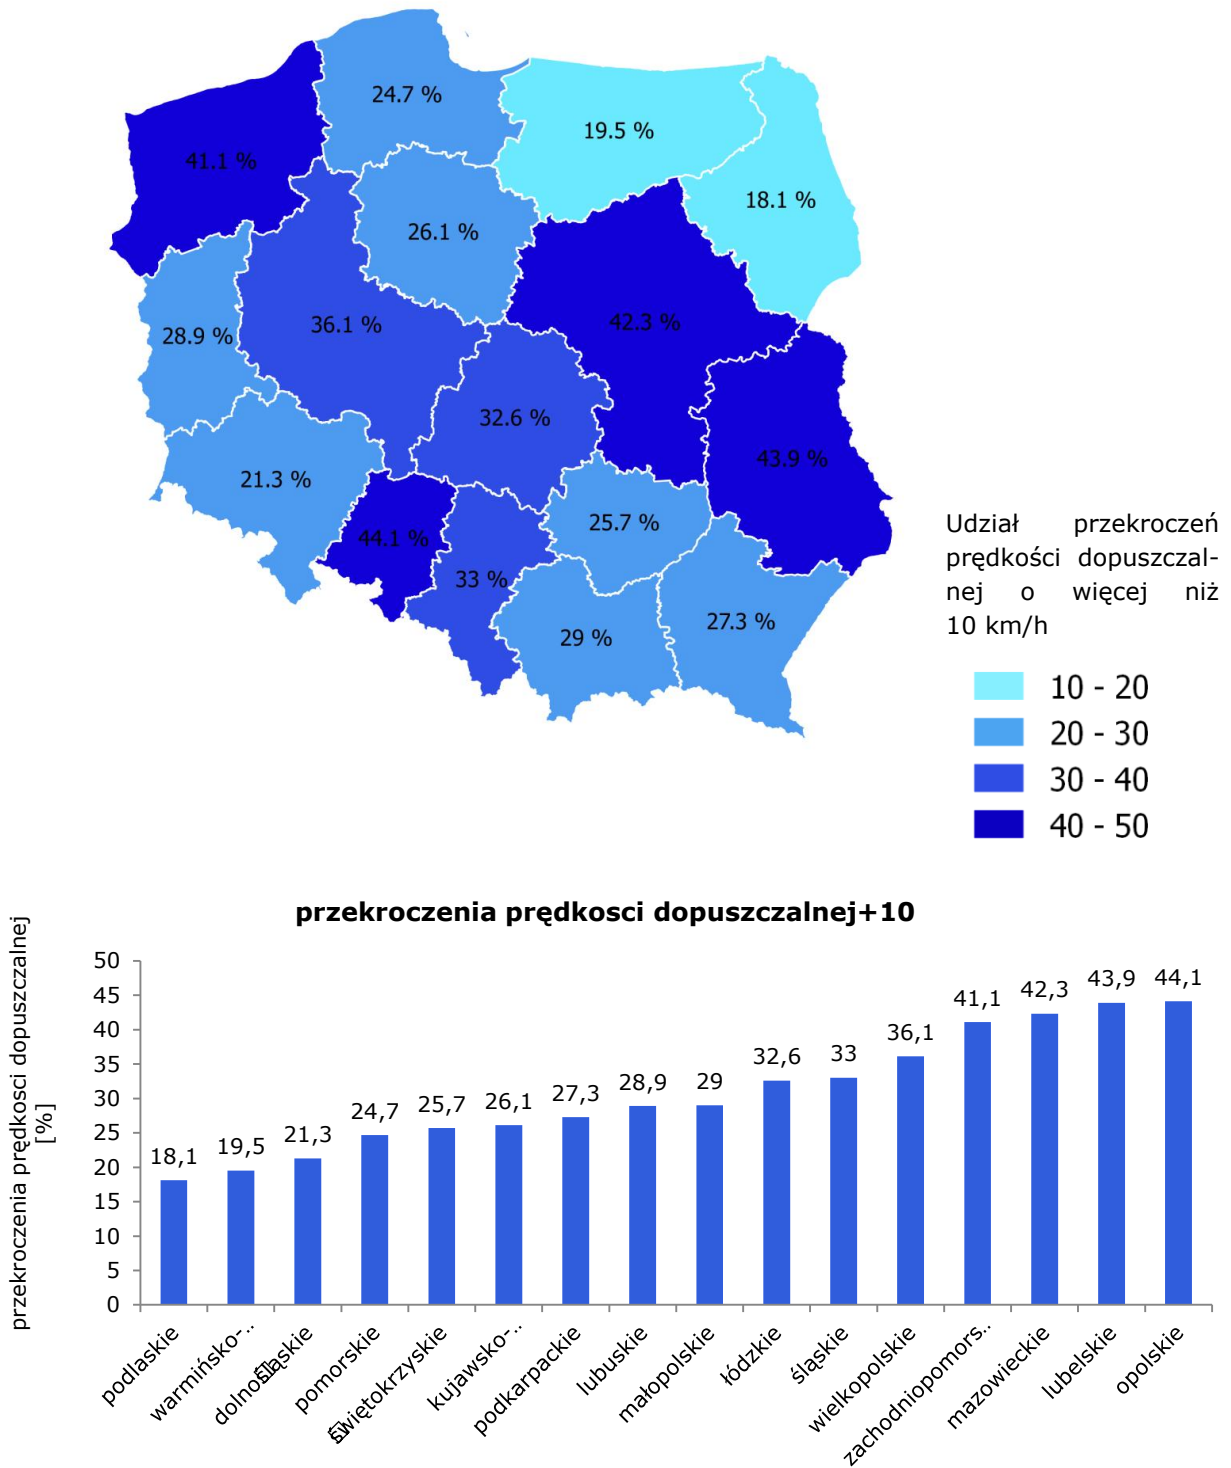 24.7 %
19.5 %
41.1 %
18.1 %
26.1 %
42.3 %
36.1 %
28.9 %
32.6 %
43.9 %
21.3 %
25.7 %
44.1 %
33 %
27.3 %
29 %
Udział przekroczeń
prędkości dopuszczal-
nej o więcej niż
10 km/h
10 - 20
20 - 30
30 - 40
40 - 50
przekroczenia prędkosci dopuszczalnej+10
przekroczenia prędkosci dopuszczalnej
[%]
50
45
40
35
30
25
20
15
10
5
0
18,1
19,5
21,3
24,7
25,7
26,1
27,3
28,9
29
32,6
33
36,1
41,1
42,3
43,9
44,1
podlaskie
warmińsko-..
dolnośląskie
pomorskie
świętokrzyskie
kujawsko-..
podkarpackie
lubuskie
małopolskie
łódzkie
śląskie
wielkopolskie
zachodniopomors..
mazowieckie
lubelskie
opolskie